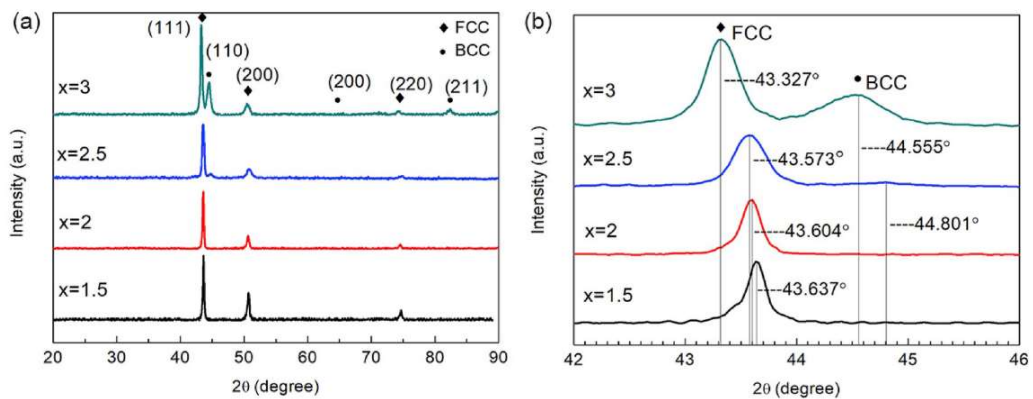 (a)
(111)
(110)
(200)
(200)
(220)
(211)
◆ FCC
• BCC
x=3
x=2.5
x=2
x=1.5
Intensity (a.u.)
20 30 40 50 60 70 80 90
2θ (degree)
(b)
◆ FCC
• BCC
x=3
x=2.5
x=2
x=1.5
43.327°
43.573°
44.555°
43.604°
44.801°
43.637°
Intensity (a.u.)
42 43 44 45 46
2θ (degree)